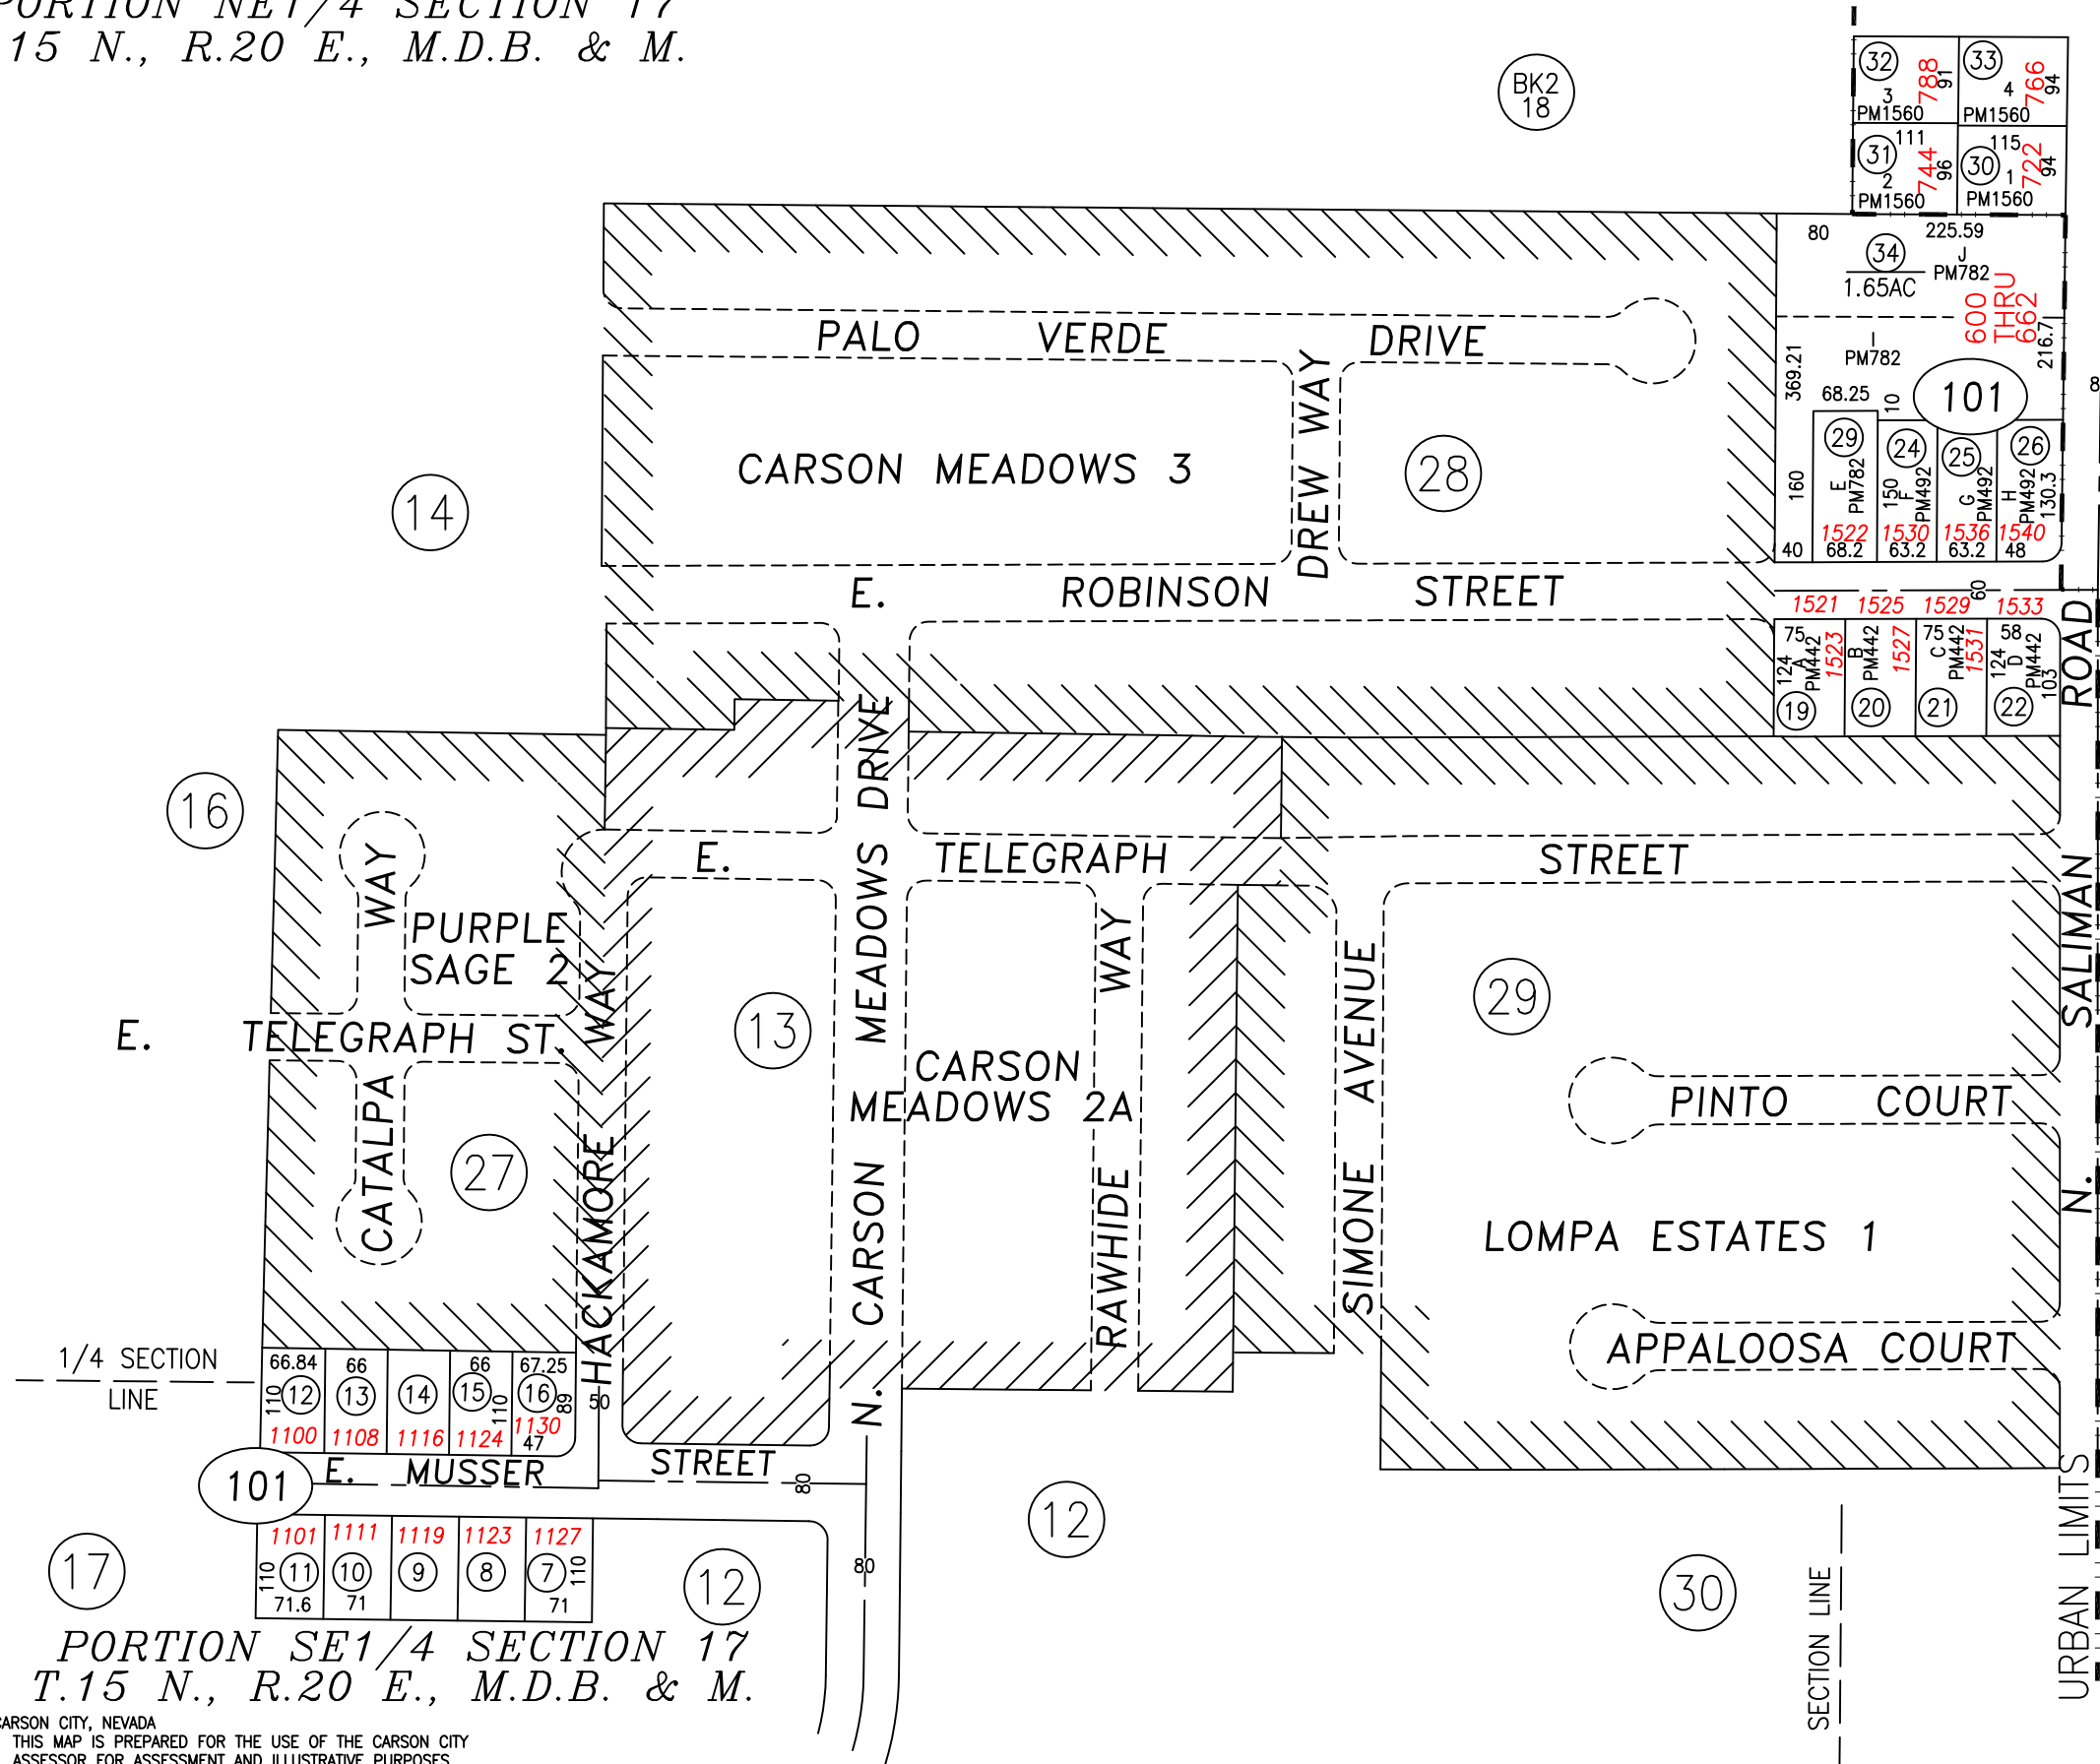 PORTION NE1/4 SECTION 17
15 N., R.20 E., M.D.B. & M.
BK2
18
32
3
788
91
PM1560
33
4
766
94
PM1560
31
111
2
744
96
PM1560
30
115
1
722
94
PM1560
80
225.59
34
J
PM782
1.65AC
600
THRU
662
216.7
I
PM782
369.21
68.25
10
101
8
160
40
29
E
PM782
1522
68.2
24
150
F
PM492
1530
63.2
25
G
PM492
1536
63.2
26
H
PM492
130.3
1540
48
60
1521
1525
1529
1533
75
124
A
PM442
1523
19
B
PM442
1527
20
75
C
PM442
1531
21
58
124
D
PM442
103
22
PALO VERDE DRIVE
DREW WAY
CARSON MEADOWS 3
28
14
E. ROBINSON STREET
16
CATALPA WAY
PURPLE
SAGE 2
E. TELEGRAPH ST.
27
HACKAMORE WAY
E. TELEGRAPH STREET
13
N. CARSON MEADOWS DRIVE
CARSON
MEADOWS 2A
RAWHIDE WAY
SIMONE AVENUE
29
PINTO COURT
LOMPA ESTATES 1
APPALOOSA COURT
N. SALIMAN ROAD
URBAN LIMITS
1/4 SECTION
LINE
66.84
110
12
1100
66
13
1108
14
1116
66
15
110
1124
67.25
16
89
1130
47
50
101
E. MUSSER STREET
80
80
1101
110
11
71.6
1111
10
71
1119
9
1123
8
1127
7
110
71
17
12
12
30
SECTION LINE
PORTION SE1/4 SECTION 17
T.15 N., R.20 E., M.D.B. & M.
CARSON CITY, NEVADA
THIS MAP IS PREPARED FOR THE USE OF THE CARSON CITY
ASSESSOR FOR ASSESSMENT AND ILLUSTRATIVE PURPOSES